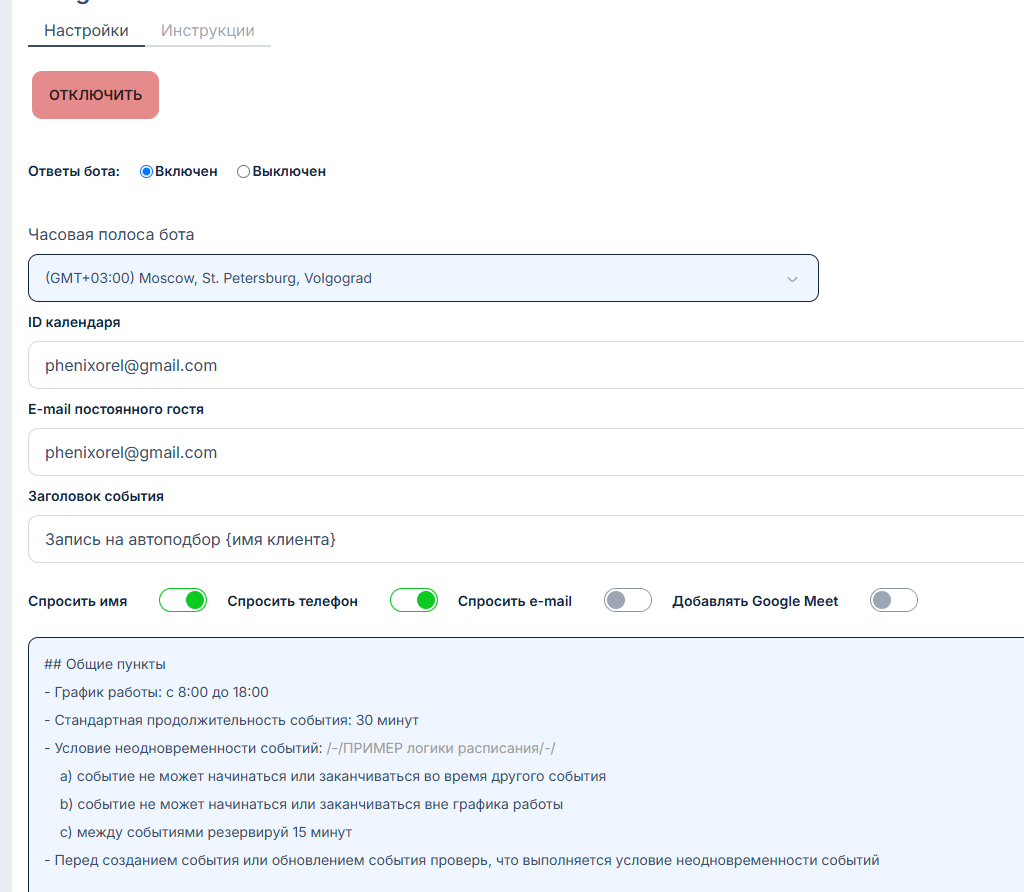 Настройки Инструкции
ОТКЛЮЧИТЬ
Ответы бота: Включен Выключен
Часовая полоса бота
(GMT+03:00) Moscow, St. Petersburg, Volgograd
ID календаря
phenixorel@gmail.com
E-mail постоянного гостя
phenixorel@gmail.com
Заголовок события
Запись на автоподбор {имя клиента}
Спросить имя Спросить телефон Спросить e-mail Добавлять Google Meet
## Общие пункты
- График работы: с 8:00 до 18:00
- Стандартная продолжительность события: 30 минут
- Условие неодновременности событий: /-/ПРИМЕР логики расписания/-/
a) событие не может начинаться или заканчиваться во время другого события
b) событие не может начинаться или заканчиваться вне графика работы
c) между событиями резервируй 15 минут
- Перед созданием события или обновлением события проверь, что выполняется условие неодновременности событий